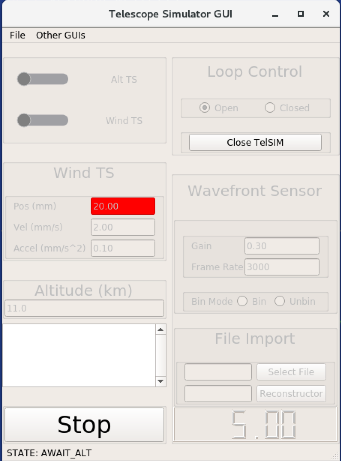 Telescope Simulator GUI
File Other GUIs
Alt TS
Wind TS
Loop Control
Open Closed
Close TelSIM
Wind TS
Pos (mm) 20.00
Vel (mm/s) 2.00
Accel (mm/s^2) 0.10
Wavefront Sensor
Gain 0.30
Frame Rate 3000
Bin Mode Bin Unbin
Altitude (km)
11.0
File Import
Select File
Reconstructor
Stop
5.00
STATE: AWAIT_ALT